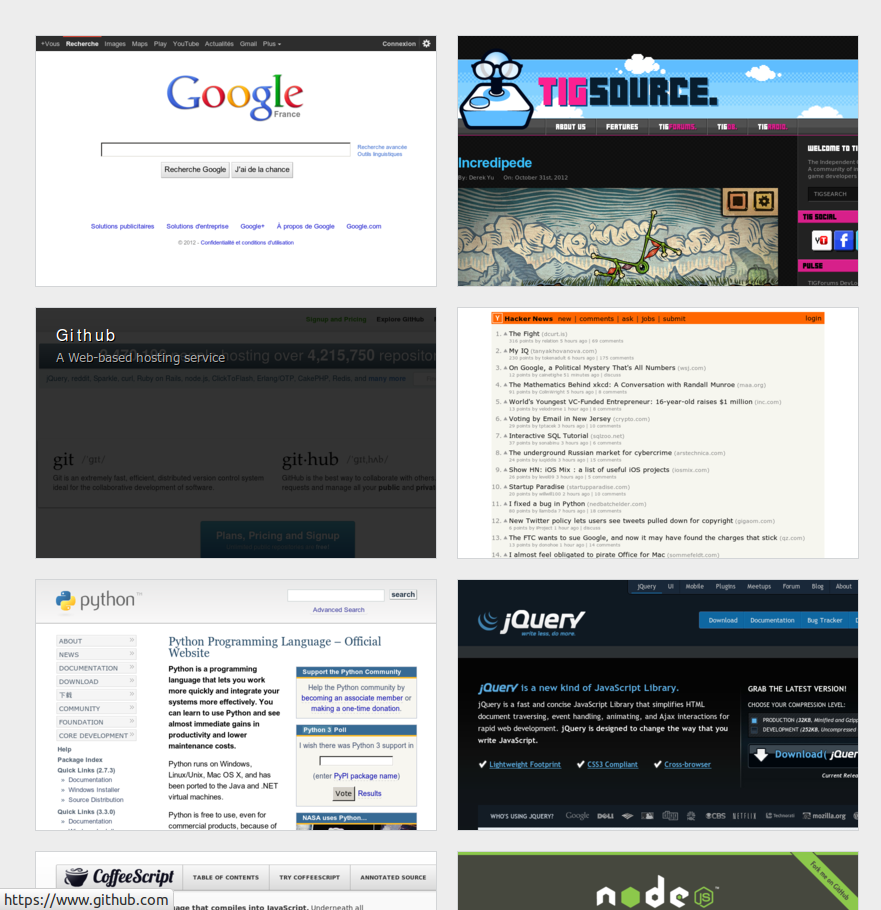 +Vous Recherche Images Maps Play YouTube Actualités Gmail Plus Connexion
Google
France
Recherche avancée
Outils linguistiques
Recherche Google J'ai de la chance
Solutions publicitaires Solutions d'entreprise Google+ À propos de Google Google.com
© 2012 - Confidentialité et conditions d'utilisation
TIGSOURCE.
ABOUT US FEATURES TIGFORUMS. TIGDB. TIGRADIO.
Incredipede
By: Derek Yu On: October 31st, 2012
WELCOME TO TI
The Independent
A community of in
game developers
TIGSEARCH
TIG SOCIAL
PULSE
TIGForums DevLo
Signup and Pricing Explore GitHub
Github
A Web-based hosting service
hosting over 4,215,750 repositor
jQuery, reddit, Sparkle, curl, Ruby on Rails, node.js, ClickToFlash, Erlang/OTP, CakePHP, Redis, and many more
git /ˈgit/
Git is an extremely fast, efficient, distributed version control system
ideal for the collaborative development of software.
git·hub /ˈgit,həb/
GitHub is the best way to collaborate with others.
requests and manage all your public and privat
Plans, Pricing and Signup
Y Hacker News new | comments | ask | jobs | submit login
1. The Fight (dcurt.is)
2. My IQ (tanyakhovanova.com)
3. On Google, a Political Mystery That's All Numbers (wsj.com)
4. The Mathematics Behind xkcd: A Conversation with Randall Munroe (maa.org)
5. World's Youngest VC-Funded Entrepreneur: 16-year-old raises $1 million (inc.com)
6. Voting by Email in New Jersey (crypto.com)
7. Interactive SQL Tutorial (sqlzoo.net)
8. The underground Russian market for cybercrime (arstechnica.com)
9. Show HN: iOS Mix : a list of useful iOS projects (iosmix.com)
10. Startup Paradise (startupparadise.com)
11. I fixed a bug in Python (nedbatchelder.com)
12. New Twitter policy lets users see tweets pulled down for copyright (gigaom.com)
13. The FTC wants to sue Google, and now it may have found the charges that stick (qz.com)
14. I almost feel obligated to pirate Office for Mac (sommefeldt.com)
python™
search
Advanced Search
ABOUT
NEWS
DOCUMENTATION
DOWNLOAD
下载
COMMUNITY
FOUNDATION
CORE DEVELOPMENT
Help
Package Index
Quick Links (2.7.3)
» Documentation
» Windows Installer
» Source Distribution
Quick Links (3.3.0)
» Documentation
Python Programming Language – Official
Website
Python is a programming
language that lets you work
more quickly and integrate your
systems more effectively. You
can learn to use Python and see
almost immediate gains in
productivity and lower
maintenance costs.
Python runs on Windows,
Linux/Unix, Mac OS X, and has
been ported to the Java and .NET
virtual machines.
Python is free to use, even for
commercial products, because of
Support the Python Community
Help the Python community by
becoming an associate member or
making a one-time donation.
Python 3 Poll
I wish there was Python 3 support in
(enter PyPI package name)
Vote Results
NASA uses Python...
jQuery UI Mobile Plugins Meetups Forum Blog About
jQuery
write less, do more.
Download Documentation Bug Tracker D
jQuery is a new kind of JavaScript Library.
jQuery is a fast and concise JavaScript Library that simplifies HTML
document traversing, event handling, animating, and Ajax interactions for
rapid web development. jQuery is designed to change the way that you
write JavaScript.
Lightweight Footprint CSS3 Compliant Cross-browser
GRAB THE LATEST VERSION!
CHOOSE YOUR COMPRESSION LEVEL:
PRODUCTION (32KB, Minified and Gzipp
DEVELOPMENT (252KB, Uncompressed
Download( jQuer
Current Relea
WHO'S USING JQUERY? Google DELL CBS NETFLIX Technorati mozilla.org
CoffeeScript TABLE OF CONTENTS TRY COFFEESCRIPT ANNOTATED SOURCE
uage that compiles into JavaScript. Underneath all
https://www.github.com
node JS
Fork me on GitHub